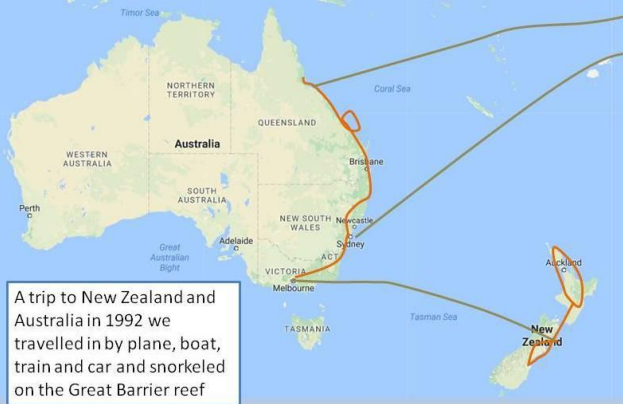 Timor Sea
NORTHERN
TERRITORY
Coral Sea
QUEENSLAND
Australia
WESTERN
AUSTRALIA
Brisbane
SOUTH
AUSTRALIA
Perth
NEW SOUTH
WALES
Newcastle
Sydney
Adelaide
Great
Australian
Bight
ACT
VICTORIA
Melbourne
Auckland
Tasman Sea
TASMANIA
New
Zealand
A trip to New Zealand and
Australia in 1992 we
travelled in by plane, boat,
train and car and snorkeled
on the Great Barrier reef